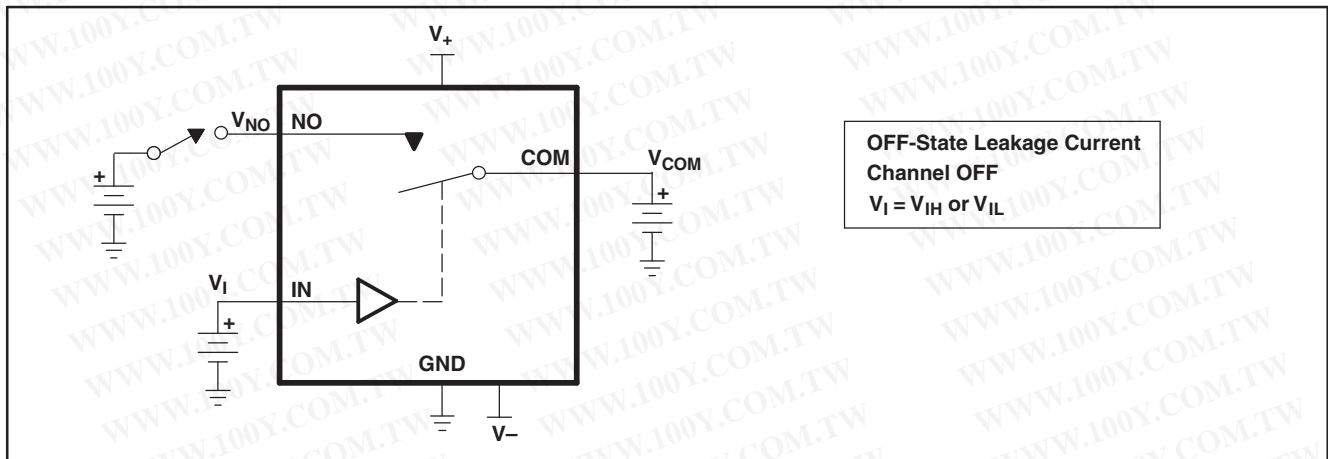 V+
VNO NO
COM VCOM
+
+
VI IN
+
GND
V–
OFF-State Leakage Current
Channel OFF
VI = VIH or VIL
WWW.100Y.COM.TW